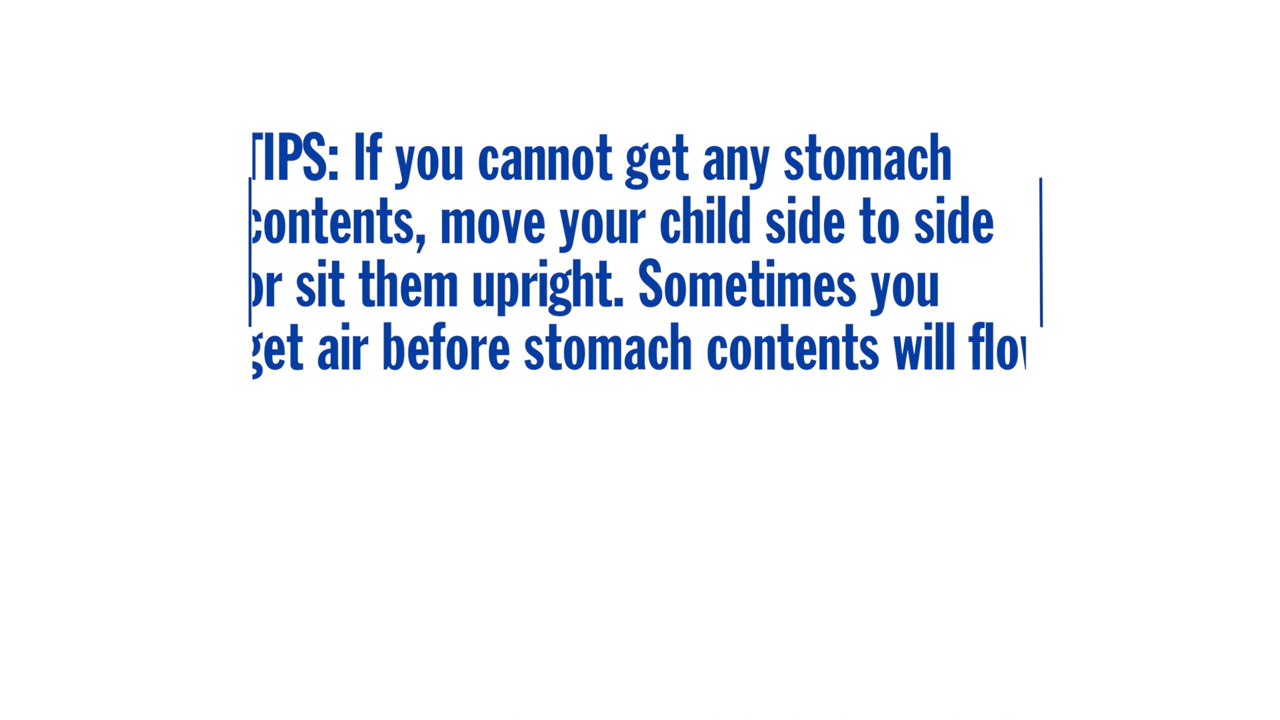 TIPS: If you cannot get any stomach
contents, move your child side to side
or sit them upright. Sometimes you
get air before stomach contents will